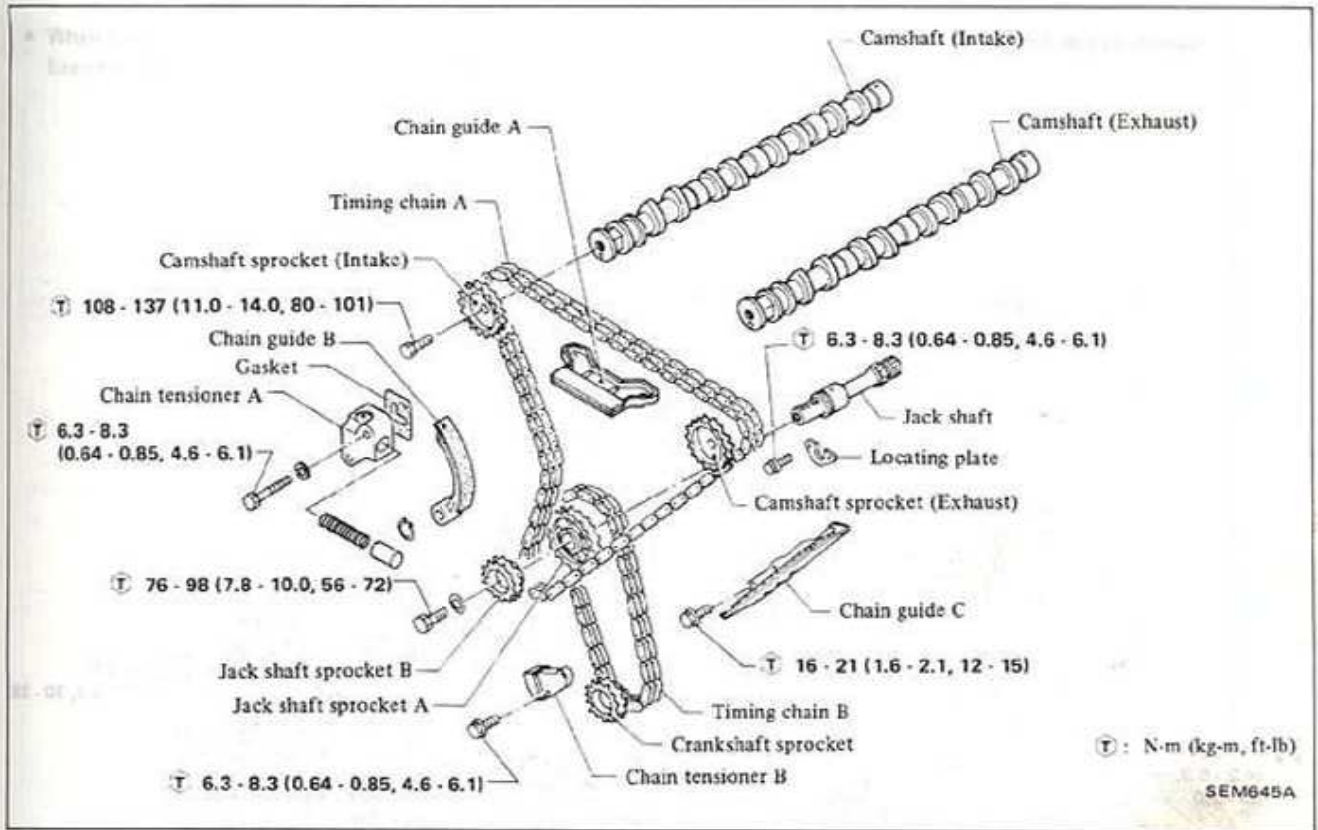 Camshaft (Intake)
Chain guide A
Camshaft (Exhaust)
Timing chain A
Camshaft sprocket (Intake)
Ⓣ 108 - 137 (11.0 - 14.0, 80 - 101)
Chain guide B
Ⓣ 6.3 - 8.3 (0.64 - 0.85, 4.6 - 6.1)
Gasket
Chain tensioner A
Jack shaft
Ⓣ 6.3 - 8.3
(0.64 - 0.85, 4.6 - 6.1)
Locating plate
Camshaft sprocket (Exhaust)
Ⓣ 76 - 98 (7.8 - 10.0, 56 - 72)
Chain guide C
Jack shaft sprocket B
Ⓣ 16 - 21 (1.6 - 2.1, 12 - 15)
Jack shaft sprocket A
Timing chain B
Crankshaft sprocket
Ⓣ : N·m (kg-m, ft-lb)
Chain tensioner B
Ⓣ 6.3 - 8.3 (0.64 - 0.85, 4.6 - 6.1)
SEM645A